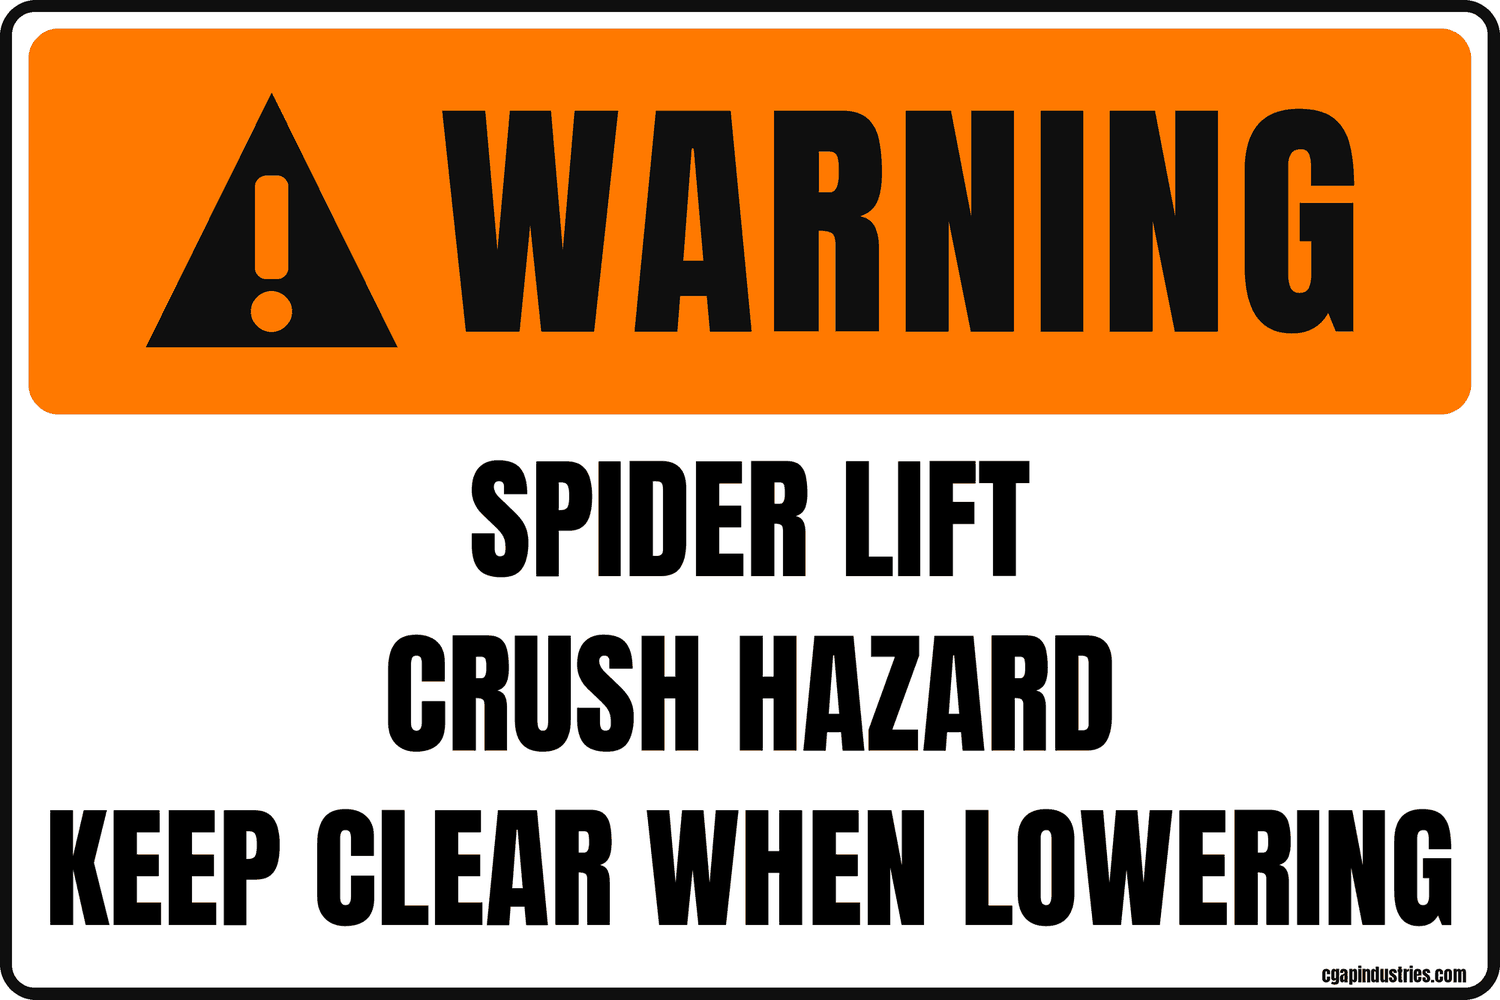 WARNING
SPIDER LIFT
CRUSH HAZARD
KEEP CLEAR WHEN LOWERING
cgapindustries.com